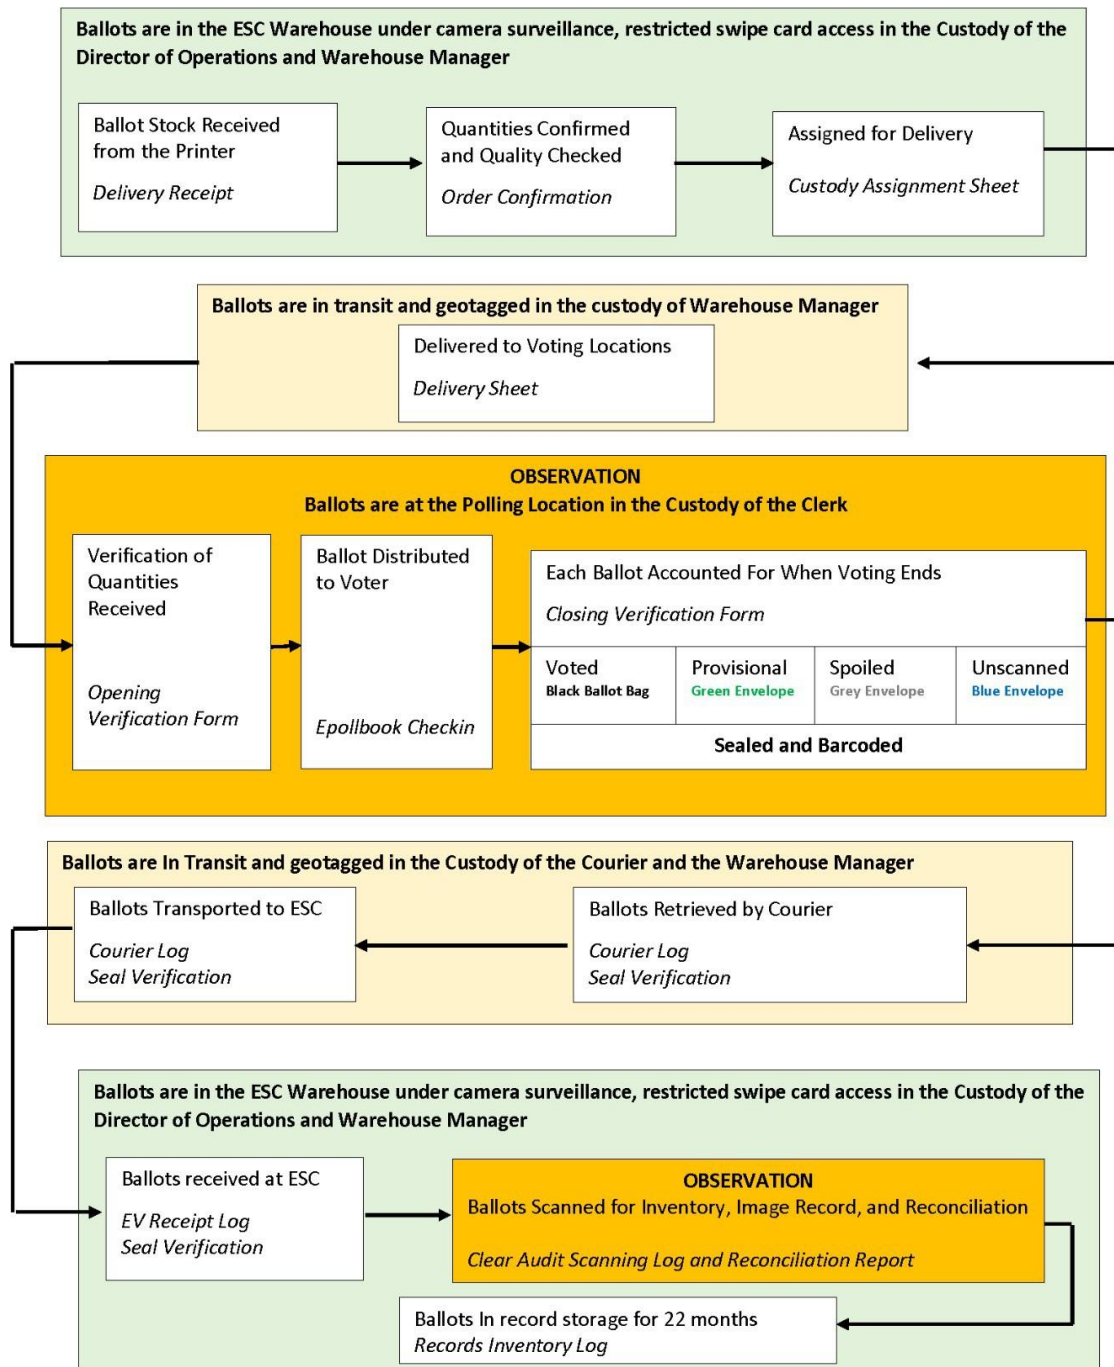 Ballots are in the ESC Warehouse under camera surveillance, restricted swipe card access in the Custody of the
Director of Operations and Warehouse Manager
Ballot Stock Received
from the Printer
Delivery Receipt
Quantities Confirmed
and Quality Checked
Order Confirmation
Assigned for Delivery
Custody Assignment Sheet
Ballots are in transit and geotagged in the custody of Warehouse Manager
Delivered to Voting Locations
Delivery Sheet
OBSERVATION
Ballots are at the Polling Location in the Custody of the Clerk
Verification of
Quantities
Received
Opening
Verification Form
Ballot Distributed
to Voter
Epollbook Checkin
Each Ballot Accounted For When Voting Ends
Closing Verification Form
Voted
Black Ballot Bag
Provisional
Green Envelope
Spoiled
Grey Envelope
Unscanned
Blue Envelope
Sealed and Barcoded
Ballots are In Transit and geotagged in the Custody of the Courier and the Warehouse Manager
Ballots Retrieved by Courier
Courier Log
Seal Verification
Ballots Transported to ESC
Courier Log
Seal Verification
Ballots are in the ESC Warehouse under camera surveillance, restricted swipe card access in the Custody of the
Director of Operations and Warehouse Manager
Ballots received at ESC
EV Receipt Log
Seal Verification
OBSERVATION
Ballots Scanned for Inventory, Image Record, and Reconciliation
Clear Audit Scanning Log and Reconciliation Report
Ballots In record storage for 22 months
Records Inventory Log